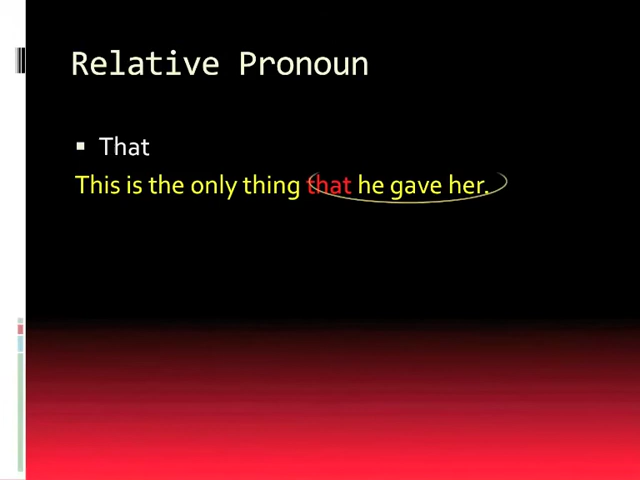 Relative Pronoun
▪ That
This is the only thing that he gave her.